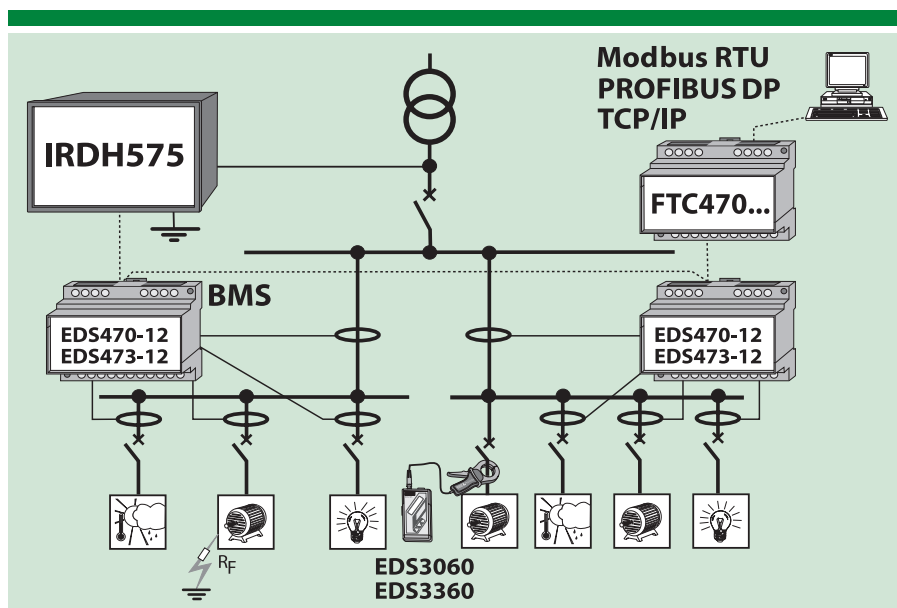 Modbus RTU
PROFIBUS DP
TCP/IP
IRDH575
FTC470...
BMS
EDS470-12
EDS473-12
EDS470-12
EDS473-12
RF
EDS3060
EDS3360